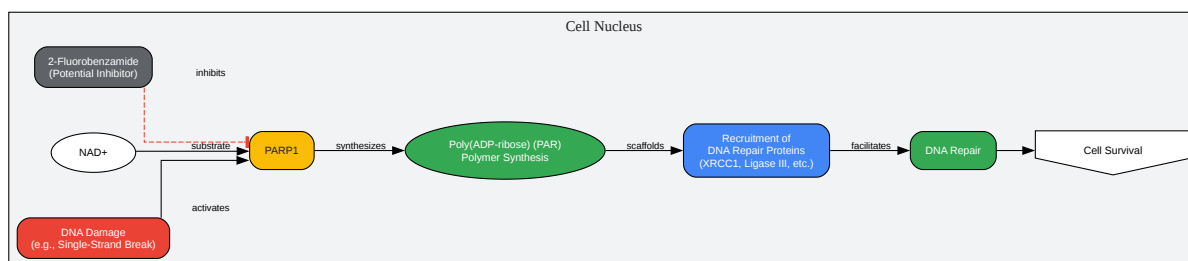 Cell Nucleus
2-Fluorobenzamide
(Potential Inhibitor)
inhibits
NAD+
substrate
PARP1
synthesizes
Poly(ADP-ribose) (PAR)
Polymer Synthesis
scaffolds
Recruitment of
DNA Repair Proteins
(XRCC1, Ligase III, etc.)
facilitates
DNA Repair
Cell Survival
activates
DNA Damage
(e.g., Single-Strand Break)